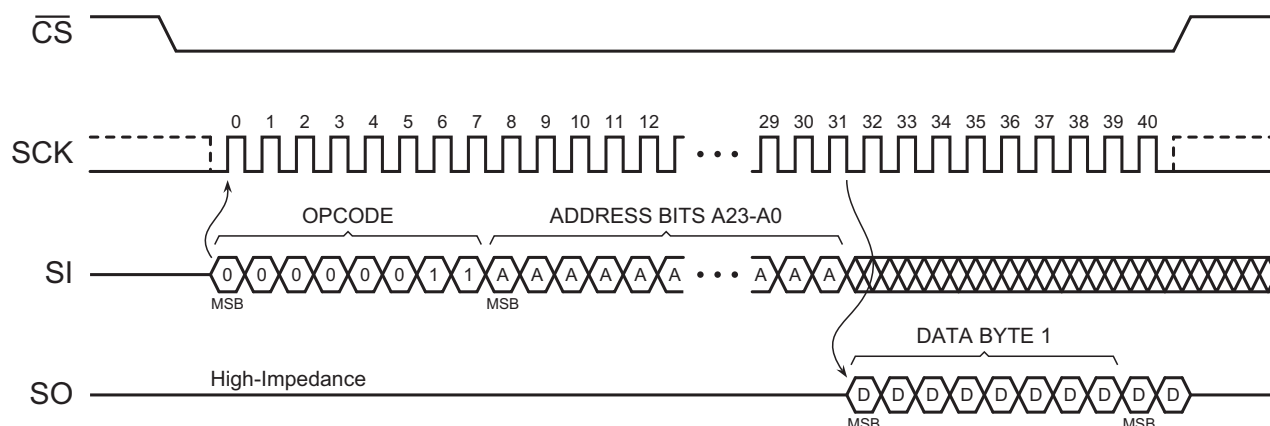 CS
0 1 2 3 4 5 6 7 8 9 10 11 12 29 30 31 32 33 34 35 36 37 38 39 40
SCK
OPCODE ADDRESS BITS A23-A0
SI 0 0 0 0 0 0 1 1 A A A A A A A A A
MSB MSB
DATA BYTE 1
High-Impedance
SO D D D D D D D D D D
MSB MSB